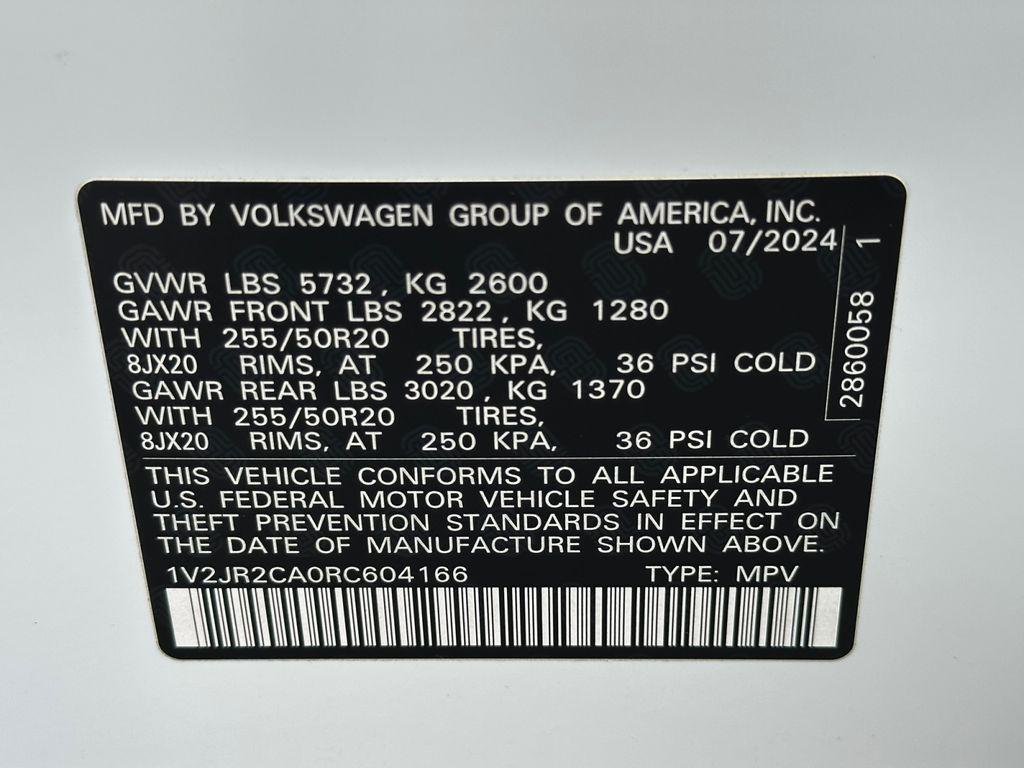 MFD BY VOLKSWAGEN GROUP OF AMERICA, INC.
USA 07/2024
GVWR LBS 5732, KG 2600
GAWR FRONT LBS 2822, KG 1280
WITH 255/50R20 TIRES,
8JX20 RIMS, AT 250 KPA, 36 PSI COLD
GAWR REAR LBS 3020, KG 1370
WITH 255/50R20 TIRES,
8JX20 RIMS, AT 250 KPA, 36 PSI COLD
2860058 1
THIS VEHICLE CONFORMS TO ALL APPLICABLE
U.S. FEDERAL MOTOR VEHICLE SAFETY AND
THEFT PREVENTION STANDARDS IN EFFECT ON
THE DATE OF MANUFACTURE SHOWN ABOVE.
1V2JR2CA0RC604166 TYPE: MPV